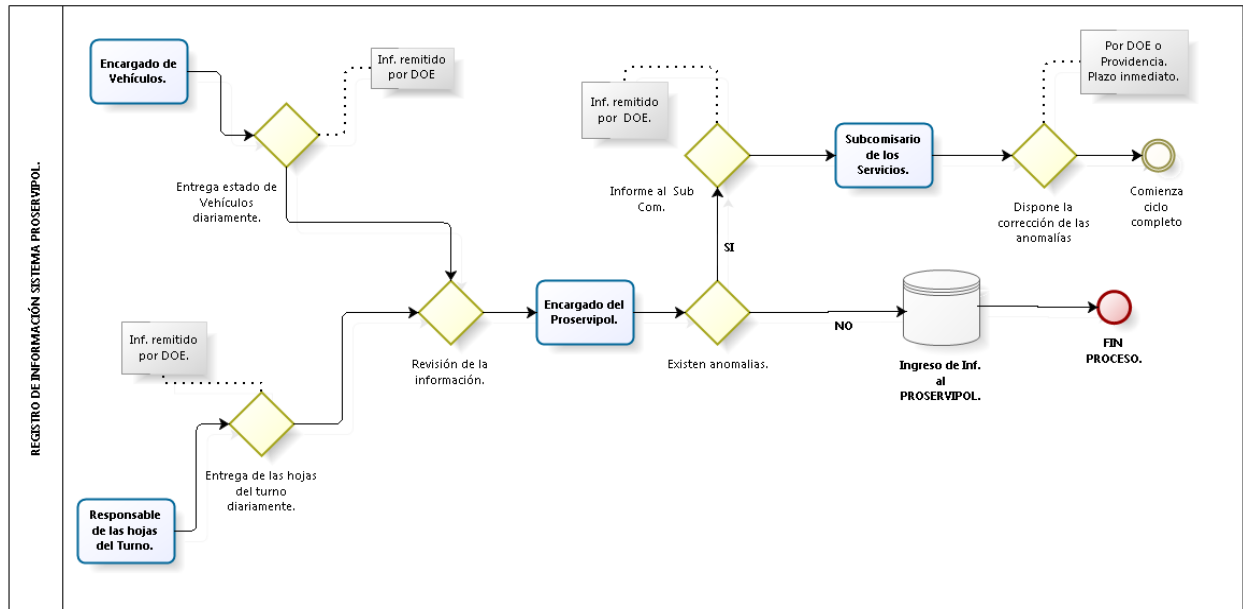 REGISTRO DE INFORMACIÓN SISTEMA PROSERVIPOL.
Encargado de
Vehículos.
Inf. remitido
por DOE
Entrega estado de
Vehículos
diariamente.
Inf. remitido
por DOE.
Entrega de las hojas
del turno
diariamente.
Responsable
de las hojas
del Turno.
Revisión de la
información.
Encargado del
Proservipol.
Existen anomalias.
SI
NO
Inf. remitido
por DOE.
Informe al Sub
Com.
Subcomisario
de los
Servicios.
Por DOE o
Providencia.
Plazo inmediato.
Dispone la
corrección de las
anomalías
Comienza
ciclo
completo
Ingreso de Inf.
al
PROSERVIPOL.
FIN
PROCESO.